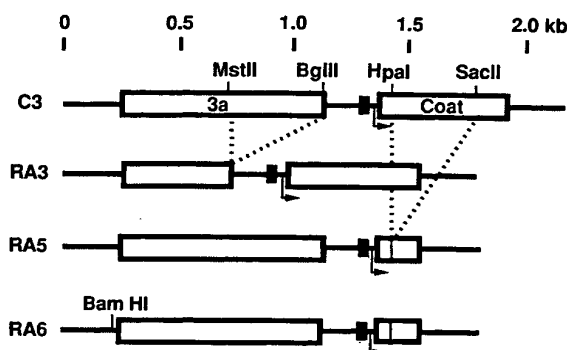 0 0.5 1.0 1.5 2.0 kb
MstII BglII HpaI SacII
C3 3a Coat
RA3
RA5
Bam HI
RA6